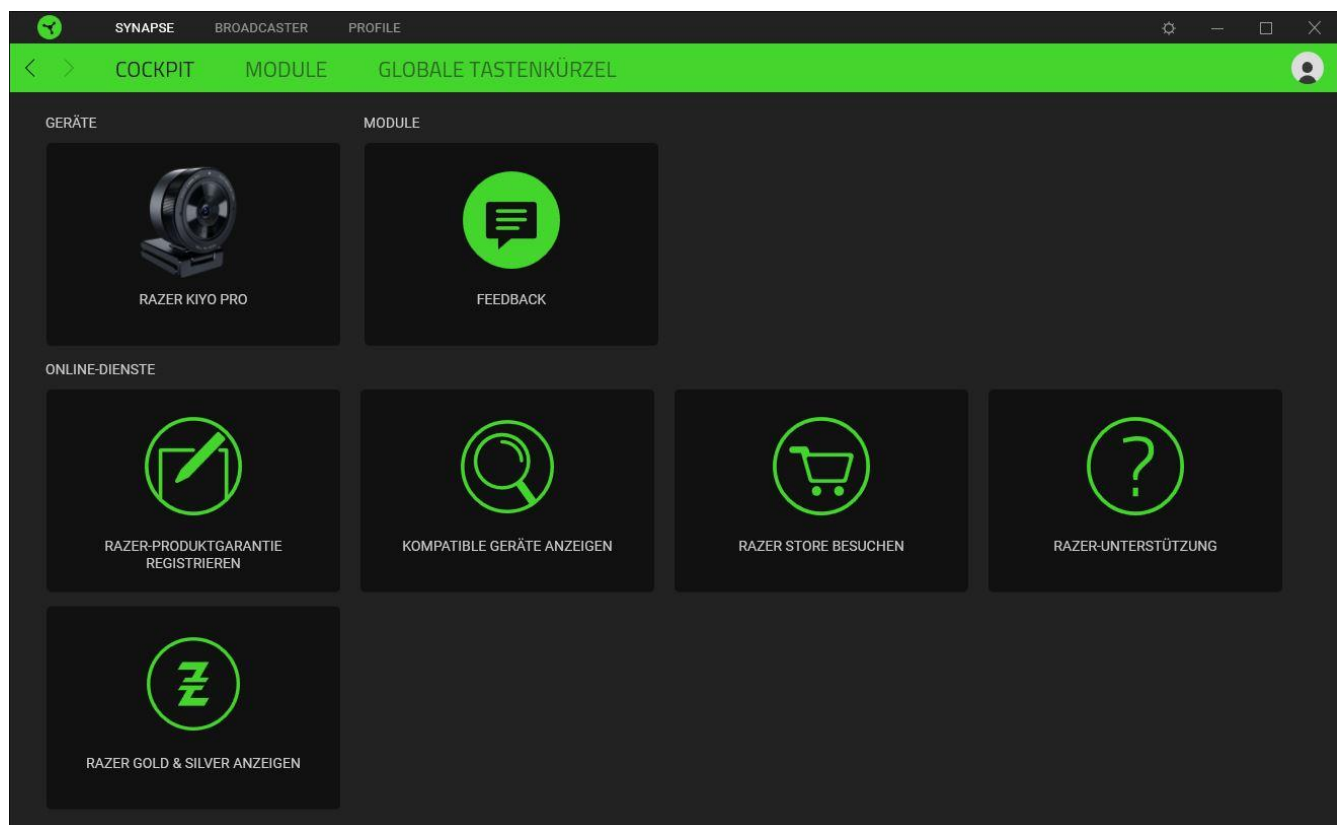 SYNAPSE BROADCASTER PROFILE
COCKPIT MODULE GLOBALE TASTENKÜRZEL
GERÄTE MODULE
RAZER KIYO PRO FEEDBACK
ONLINE-DIENSTE
RAZER-PRODUKTGARANTIE
REGISTRIEREN
KOMPATIBLE GERÄTE ANZEIGEN
RAZER STORE BESUCHEN
RAZER-UNTERSTÜTZUNG
RAZER GOLD & SILVER ANZEIGEN